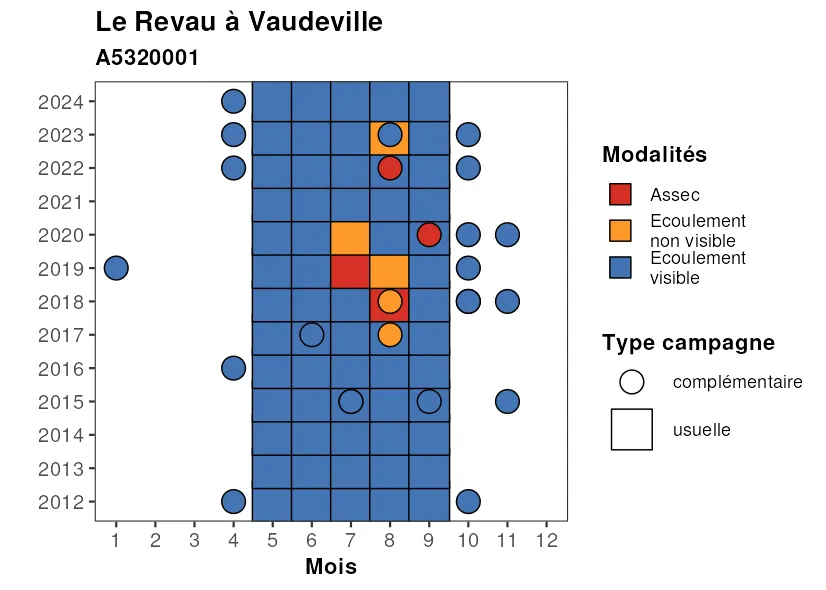 Le Revau à Vaudeville
A5320001
2024
2023
2022
2021
2020
2019
2018
2017
2016
2015
2014
2013
2012
1 2 3 4 5 6 7 8 9 10 11 12
Mois
Modalités
Assec
Ecoulement
non visible
Ecoulement
visible
Type campagne
complémentaire
usuelle